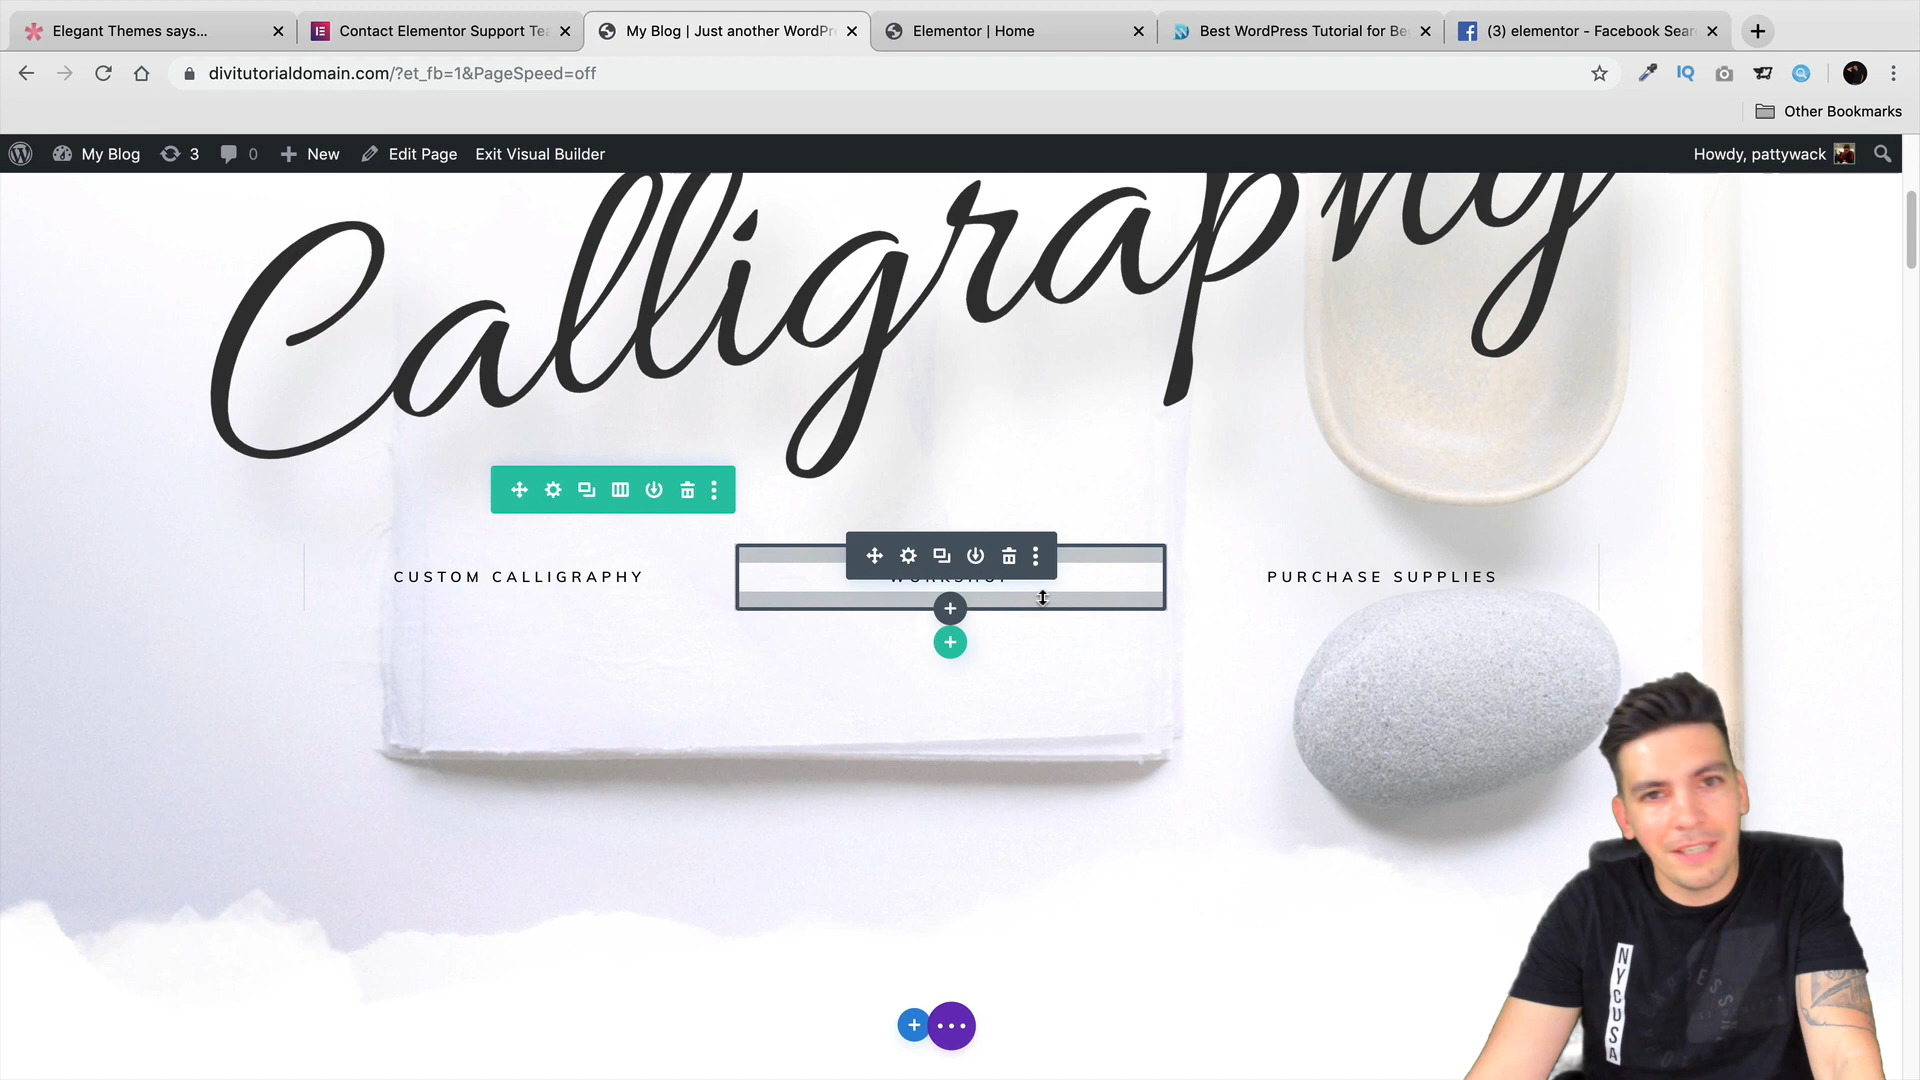 Elegant Themes says...
Contact Elementor Support Te
My Blog | Just another WordPr
Elementor | Home
Best WordPress Tutorial for Be
(3) elementor - Facebook Sear
divitutorialdomain.com/?et_fb=1&PageSpeed=off
IQ
Other Bookmarks
My Blog
3
0
New
Edit Page
Exit Visual Builder
Howdy, pattywack
Calligraphy
CUSTOM CALLIGRAPHY
WORKSHOP
PURCHASE SUPPLIES
NYCUSA